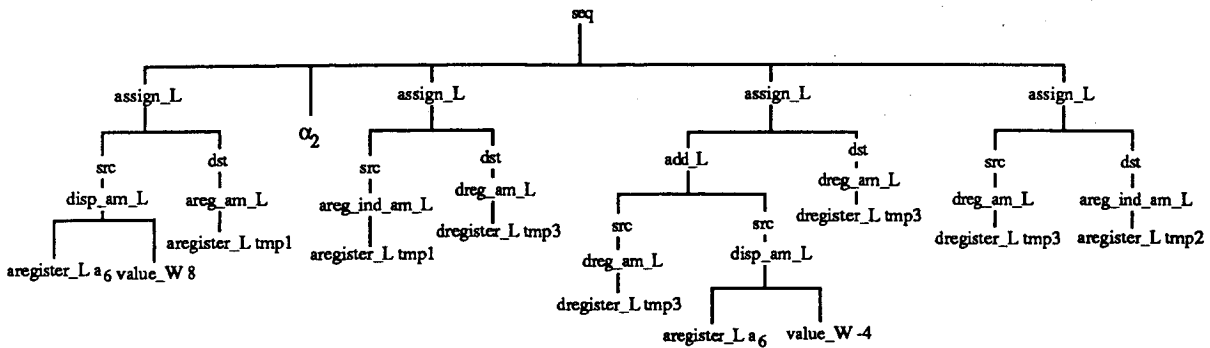 seq
assign_L
α2
assign_L
assign_L
assign_L
src
dst
disp_am_L
areg_am_L
aregister_L a6 value_W 8
aregister_L tmp1
src
dst
areg_ind_am_L
dreg_am_L
aregister_L tmp1
dregister_L tmp3
add_L
dst
dreg_am_L
dregister_L tmp3
src
src
dreg_am_L
disp_am_L
dregister_L tmp3
aregister_L a6
value_W -4
src
dst
dreg_am_L
areg_ind_am_L
dregister_L tmp3
aregister_L tmp2